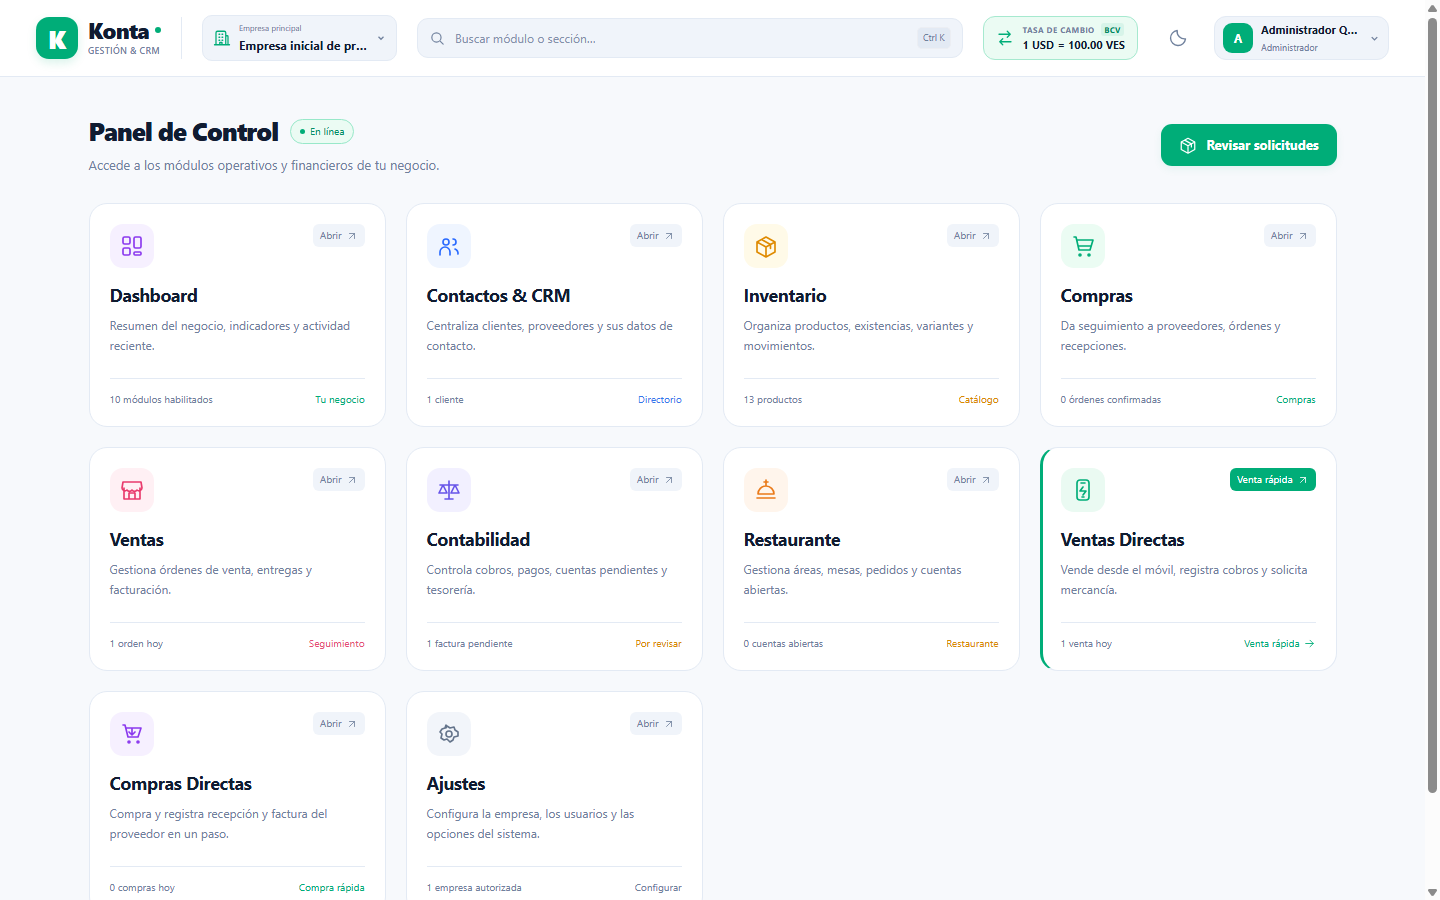 K
Konta
GESTIÓN & CRM
Empresa principal
Empresa inicial de pr...
Buscar módulo o sección...
Ctrl K
TASA DE CAMBIO BCV
1 USD = 100.00 VES
A
Administrador Q...
Administrador
Panel de Control
En línea
Accede a los módulos operativos y financieros de tu negocio.
Revisar solicitudes
Abrir
Dashboard
Resumen del negocio, indicadores y actividad
reciente.
10 módulos habilitados
Tu negocio
Abrir
Contactos & CRM
Centraliza clientes, proveedores y sus datos de
contacto.
1 cliente
Directorio
Abrir
Inventario
Organiza productos, existencias, variantes y
movimientos.
13 productos
Catálogo
Abrir
Compras
Da seguimiento a proveedores, órdenes y
recepciones.
0 órdenes confirmadas
Compras
Abrir
Ventas
Gestiona órdenes de venta, entregas y
facturación.
1 orden hoy
Seguimiento
Abrir
Contabilidad
Controla cobros, pagos, cuentas pendientes y
tesorería.
1 factura pendiente
Por revisar
Abrir
Restaurante
Gestiona áreas, mesas, pedidos y cuentas
abiertas.
0 cuentas abiertas
Restaurante
Venta rápida
Ventas Directas
Vende desde el móvil, registra cobros y solicita
mercancía.
1 venta hoy
Venta rápida
Abrir
Compras Directas
Compra y registra recepción y factura del
proveedor en un paso.
0 compras hoy
Compra rápida
Abrir
Ajustes
Configura la empresa, los usuarios y las
opciones del sistema.
1 empresa autorizada
Configurar